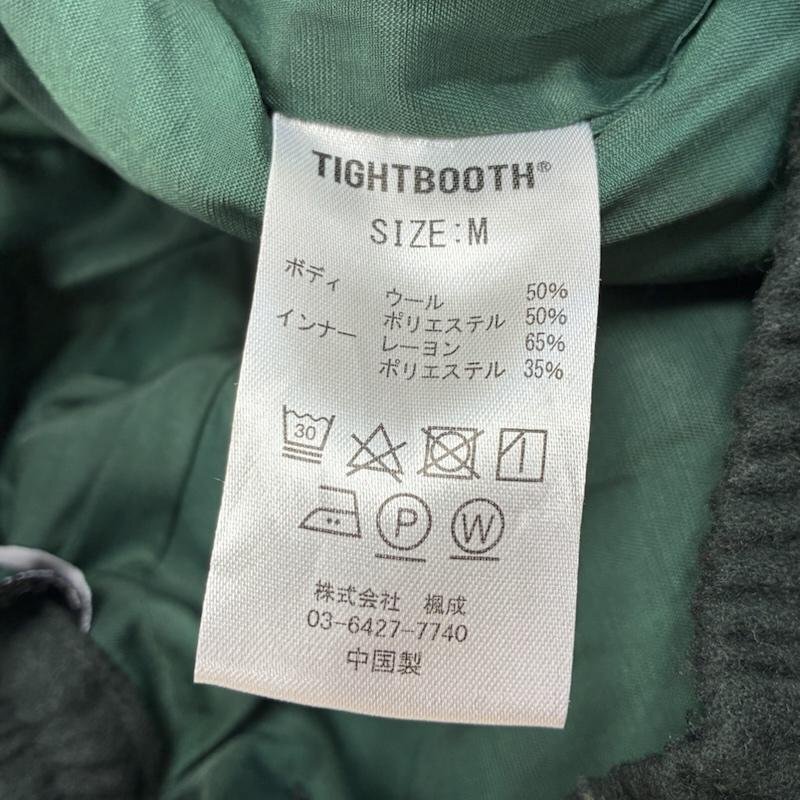 TIGHTBOOTH®
SIZE:M
ボディ ウール 50%
ポリエステル 50%
インナー レーヨン 65%
ポリエステル 35%
30
P W
株式会社 楓成
03-6427-7740
中国製